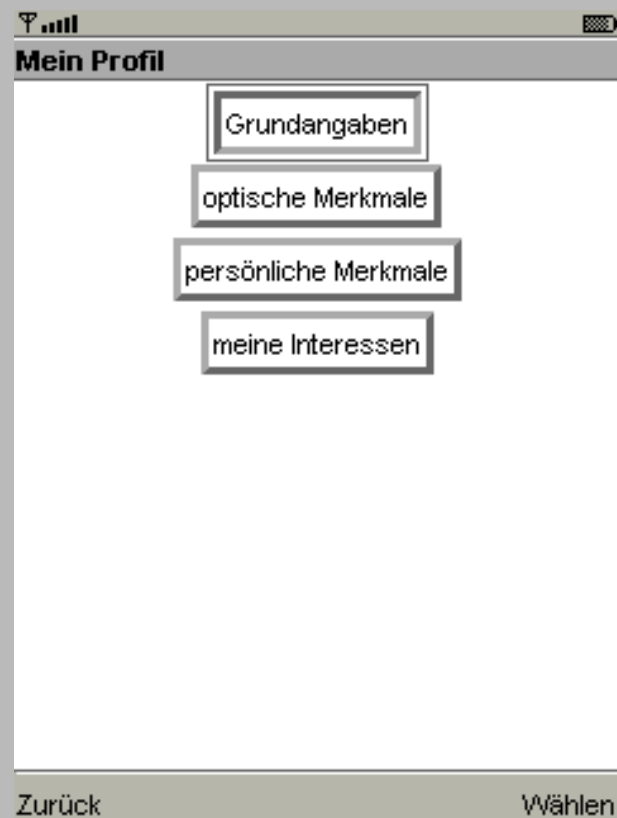 Mein Profil
Grundangaben
optische Merkmale
persönliche Merkmale
meine Interessen
Zurück Wählen